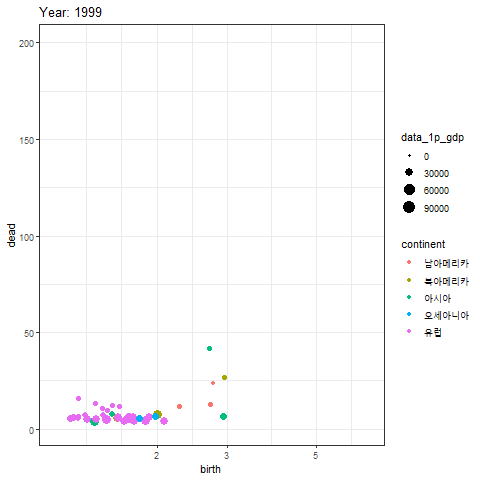 Year: 1999
200
150
100
50
0
dead
2
3
5
birth
data_1p_gdp
0
30000
60000
90000
continent
남아메리카
북아메리카
아시아
오세아니아
유럽